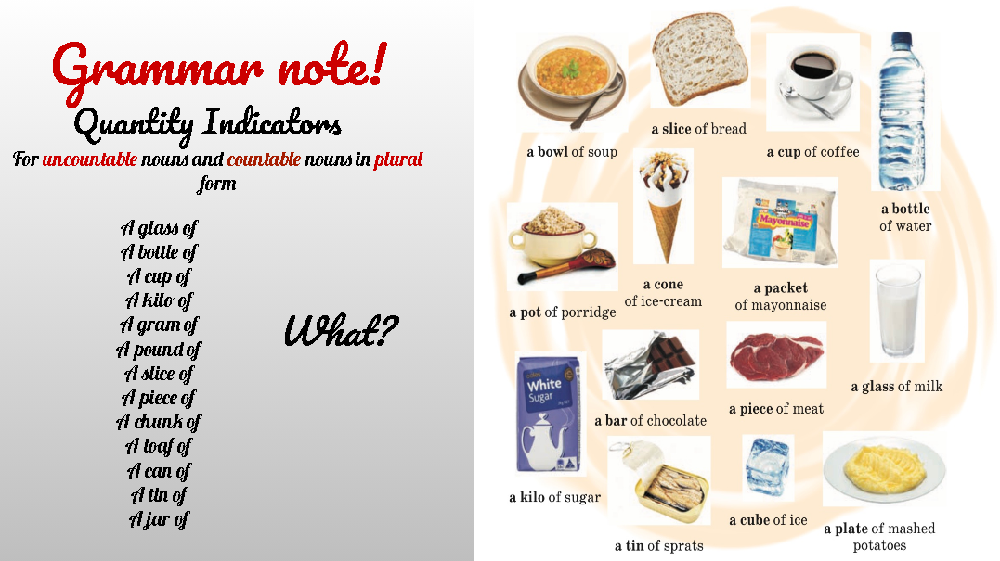 Grammar note!
Quantity Indicators
For uncountable nouns and countable nouns in plural
form
A glass of
A bottle of
A cup of
A kilo of
A gram of
A pound of
A slice of
A piece of
A chunk of
A loaf of
A can of
A tin of
A jar of
What?
a bowl of soup
a slice of bread
a cup of coffee
a bottle
of water
a pot of porridge
a cone
of ice-cream
Mayonnaise
a packet
of mayonnaise
a glass of milk
White
Sugar
a kilo of sugar
a bar of chocolate
a piece of meat
a tin of sprats
a cube of ice
a plate of mashed
potatoes